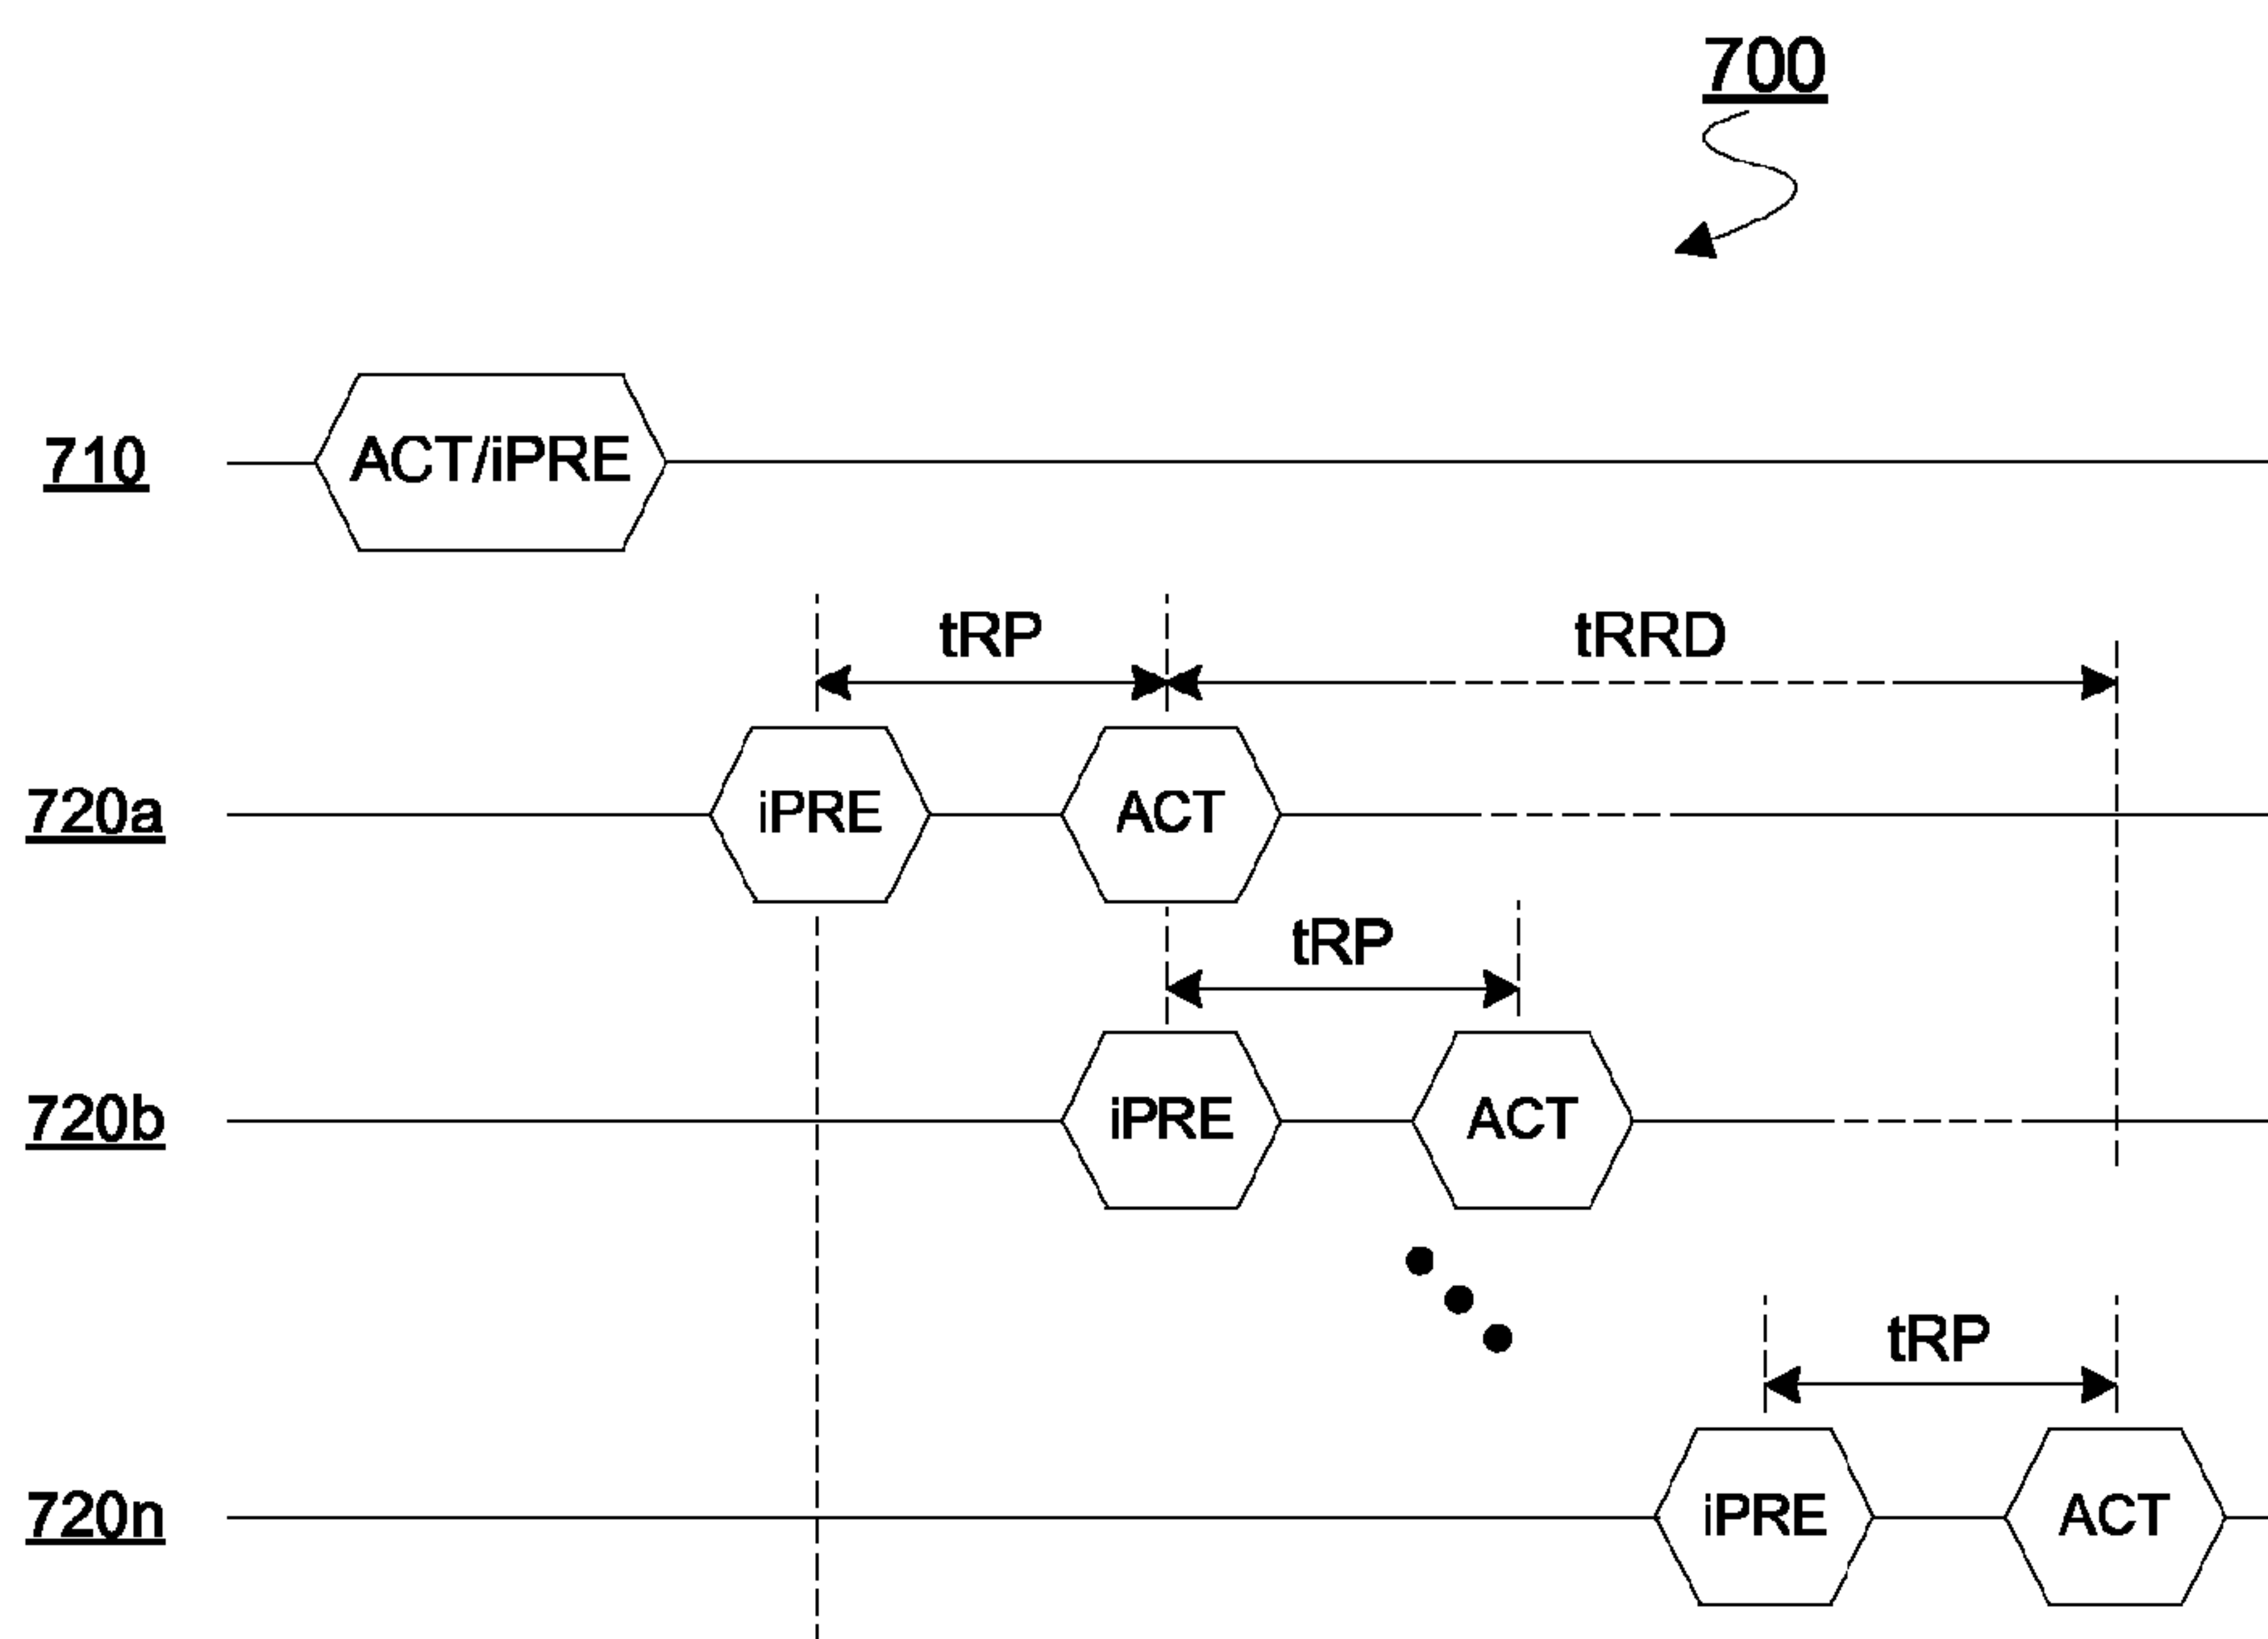 700
710 ACT/iPRE
tRP tRRD
720a iPRE ACT
tRP
720b iPRE ACT
tRP
720n iPRE ACT